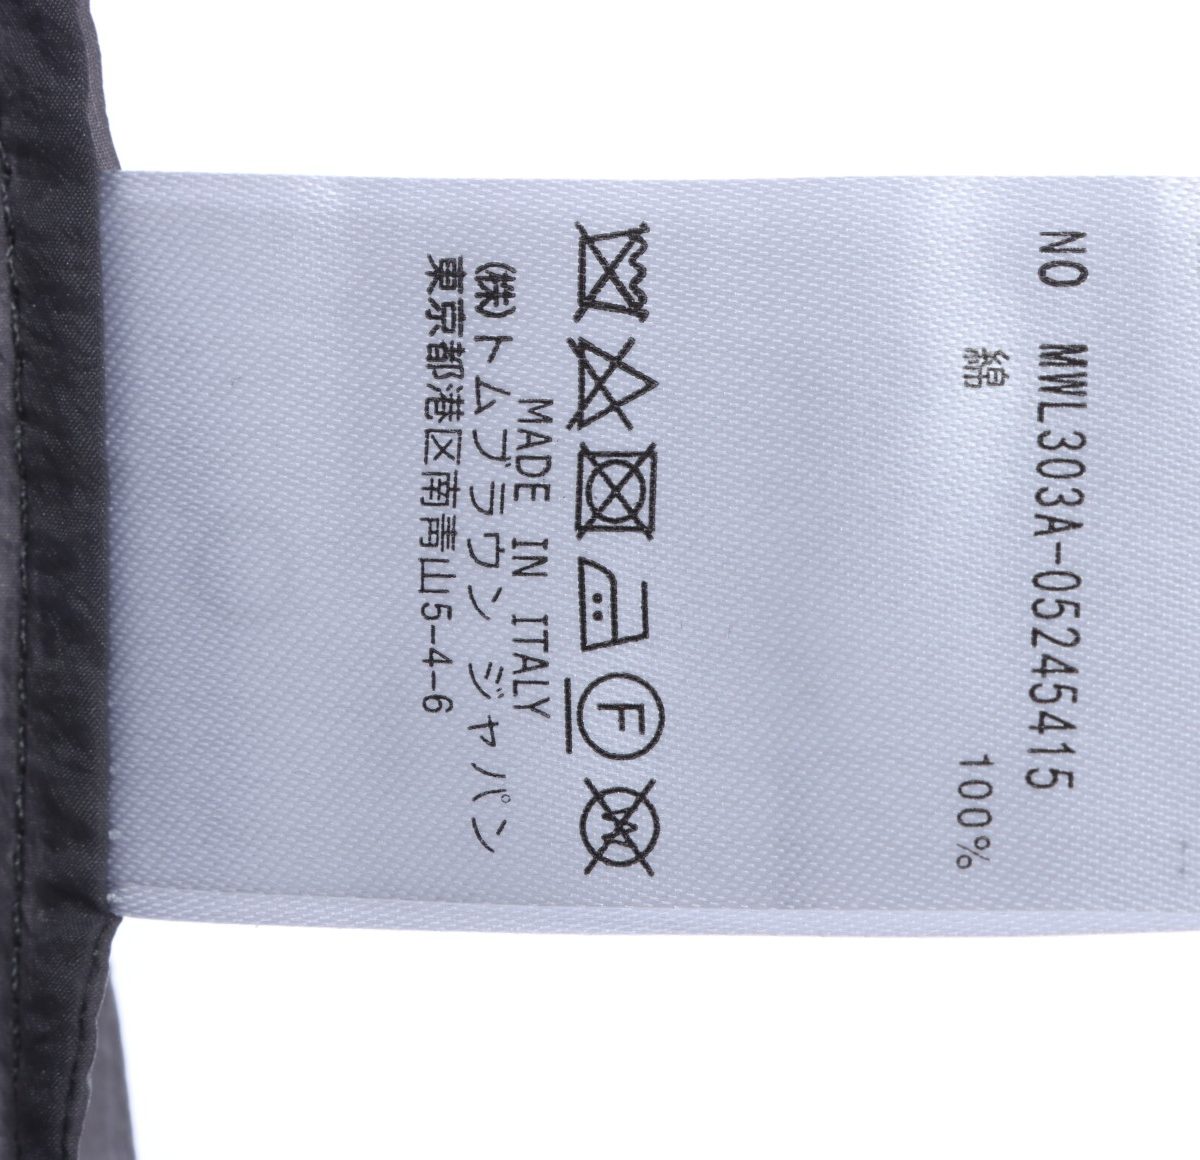 NO MWL303A-05245415
綿 100%
F
W
MADE IN ITALY
㈱トムブラウン ジャパン
東京都港区南青山5-4-6